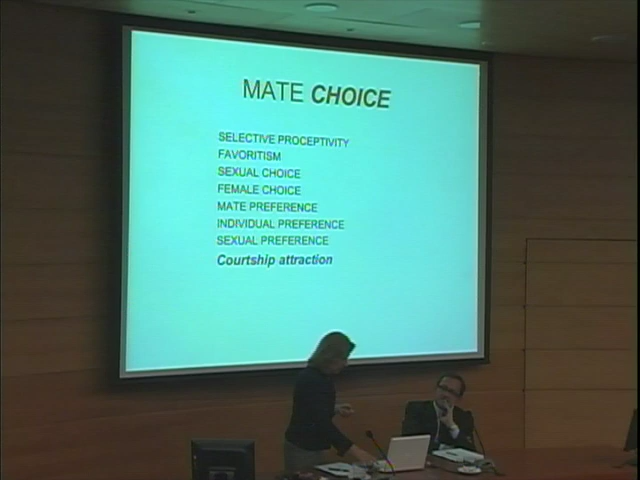 MATE CHOICE
SELECTIVE PROCEPTIVITY
FAVORITISM
SEXUAL CHOICE
FEMALE CHOICE
MATE PREFERENCE
INDIVIDUAL PREFERENCE
SEXUAL PREFERENCE
Courtship attraction